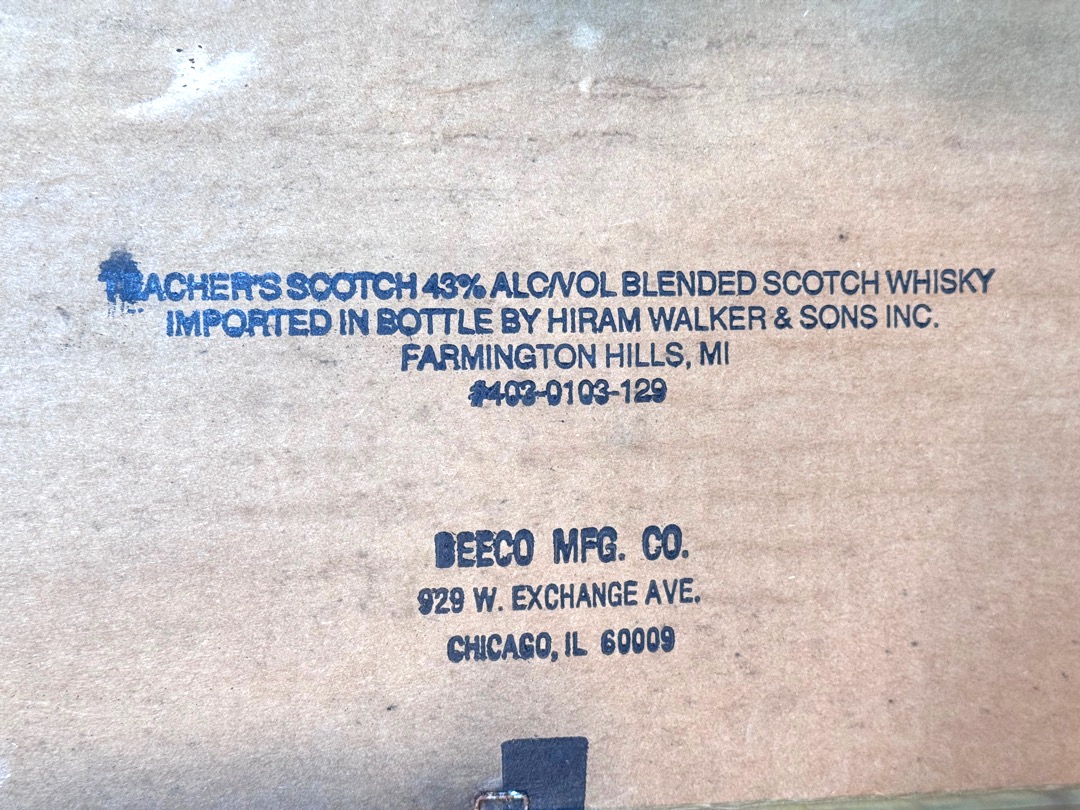 TEACHER'S SCOTCH 43% ALC/VOL BLENDED SCOTCH WHISKY
IMPORTED IN BOTTLE BY HIRAM WALKER & SONS INC.
FARMINGTON HILLS, MI
#403-0103-129
BEECO MFG. CO.
929 W. EXCHANGE AVE.
CHICAGO, IL 60009